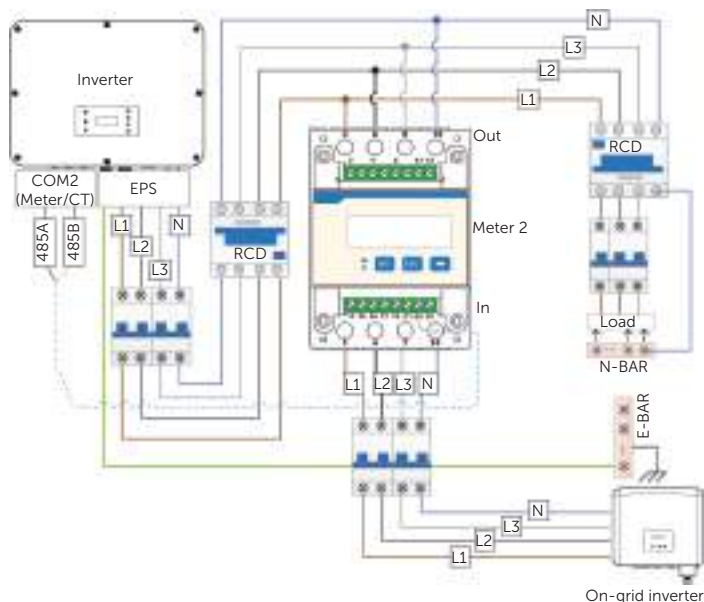 N
L3
Inverter
L2
L1
Out
RCD
COM2
(Meter/CT)
EPS
L1
N
L2
485A
485B
L3
Meter 2
RCD
In
Load
L1
L2
L3
N
N-BAR
E-BAR
N
L3
L2
L1
On-grid inverter